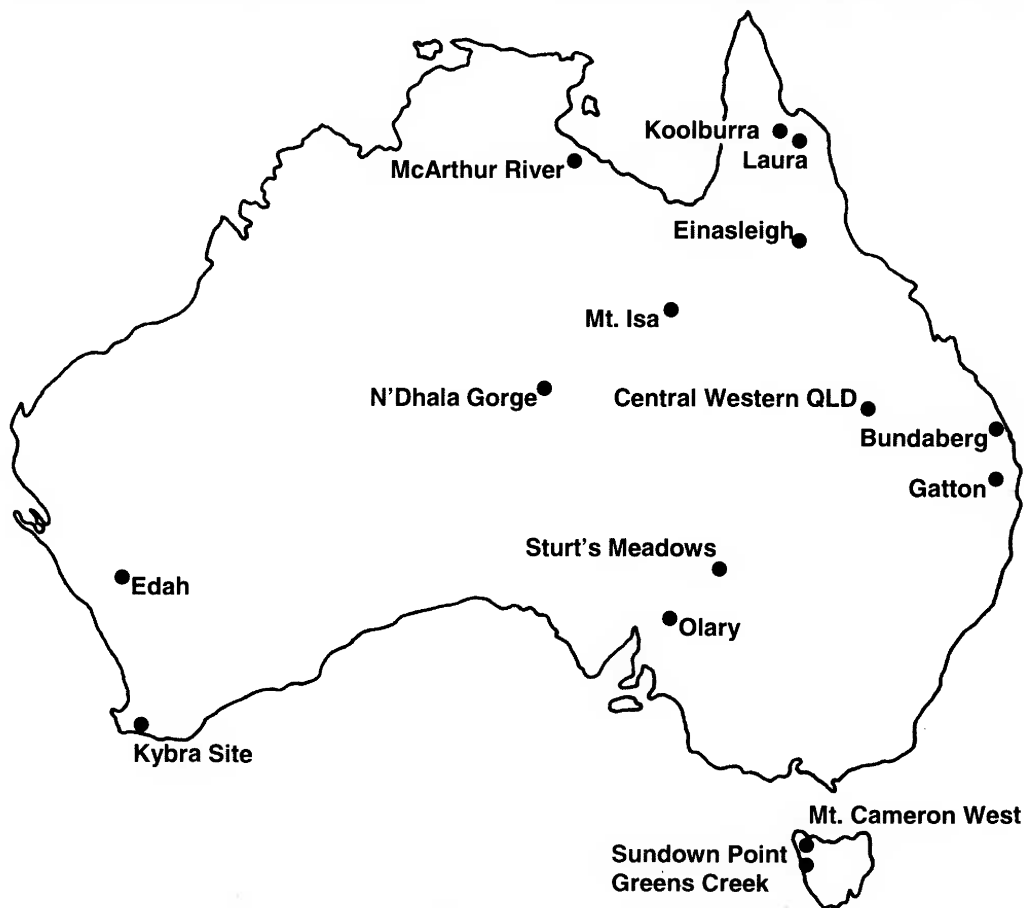 Koolburra
Laura
McArthur River
Einasleigh
Mt. Isa
N'Dhala Gorge
Central Western QLD
Bundaberg
Gatton
Sturt's Meadows
Edah
Olary
Kybra Site
Mt. Cameron West
Sundown Point
Greens Creek